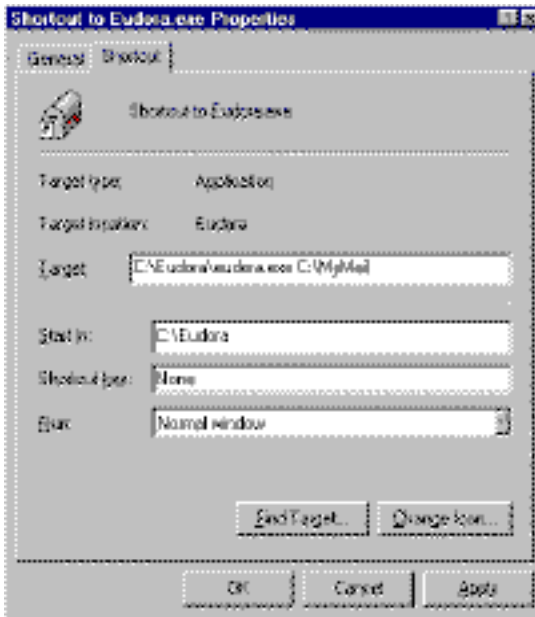 Shortcut to Eudora.exe Properties
General Shortcut
Shortcut to Eudora.exe
Target type: Application
Target location: Eudora
Target: C:\Eudora\eudora.exe C:\MyMail
Start in: C:\Eudora
Shortcut key: None
Run: Normal window
Find Target... Change Icon...
OK Cancel Apply